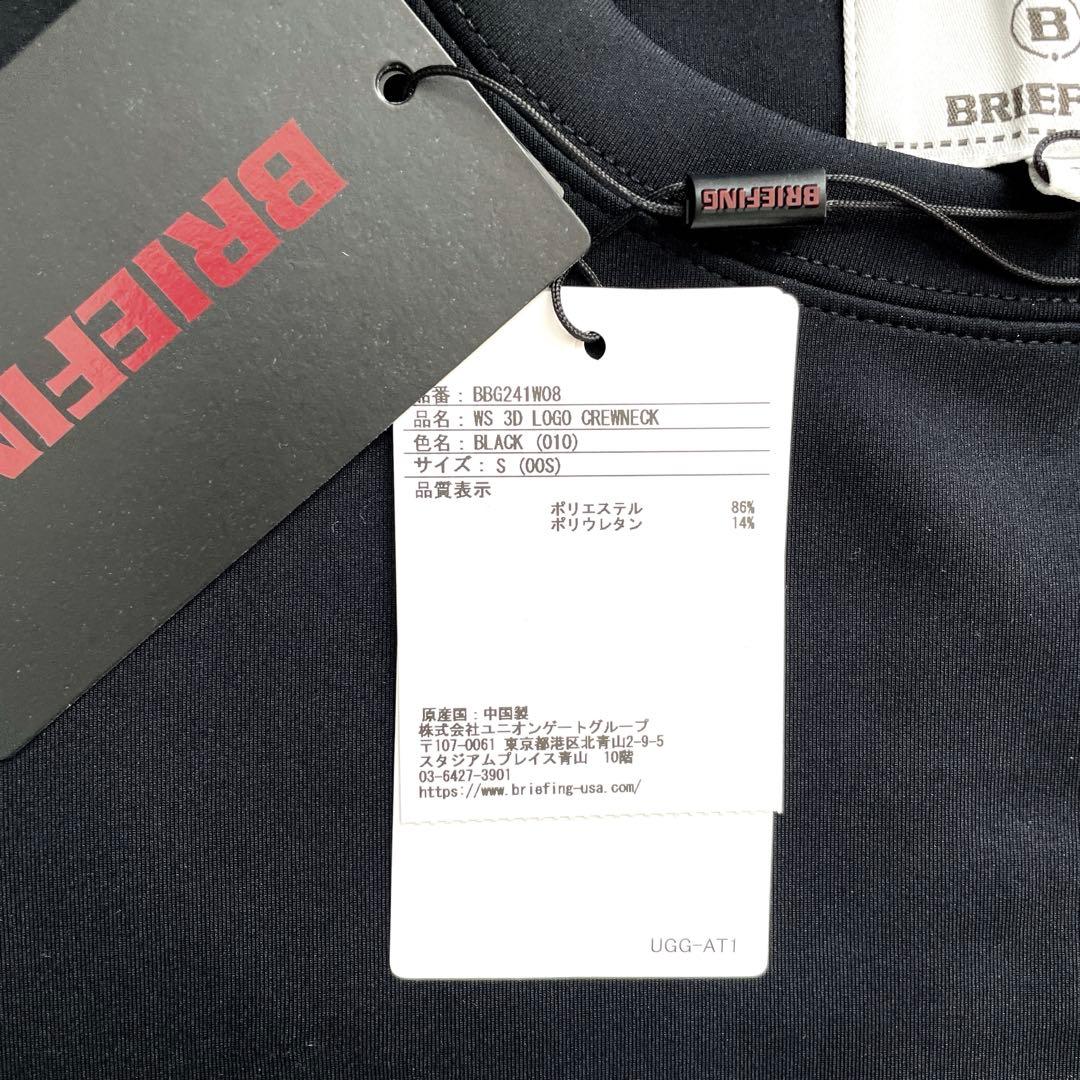 BRIEFIN
BRIEFING
B
BRIEF
品番 : BBG241W08
品名 : WS 3D LOGO CREWNECK
色名 : BLACK (010)
サイズ : S (00S)
品質表示
ポリエステル 86%
ポリウレタン 14%
原産国 : 中国製
株式会社ユニオンゲートグループ
〒107-0061 東京都港区北青山2-9-5
スタジアムプレイス青山 10階
03-6427-3901
https://www.briefing-usa.com/
UGG-AT1